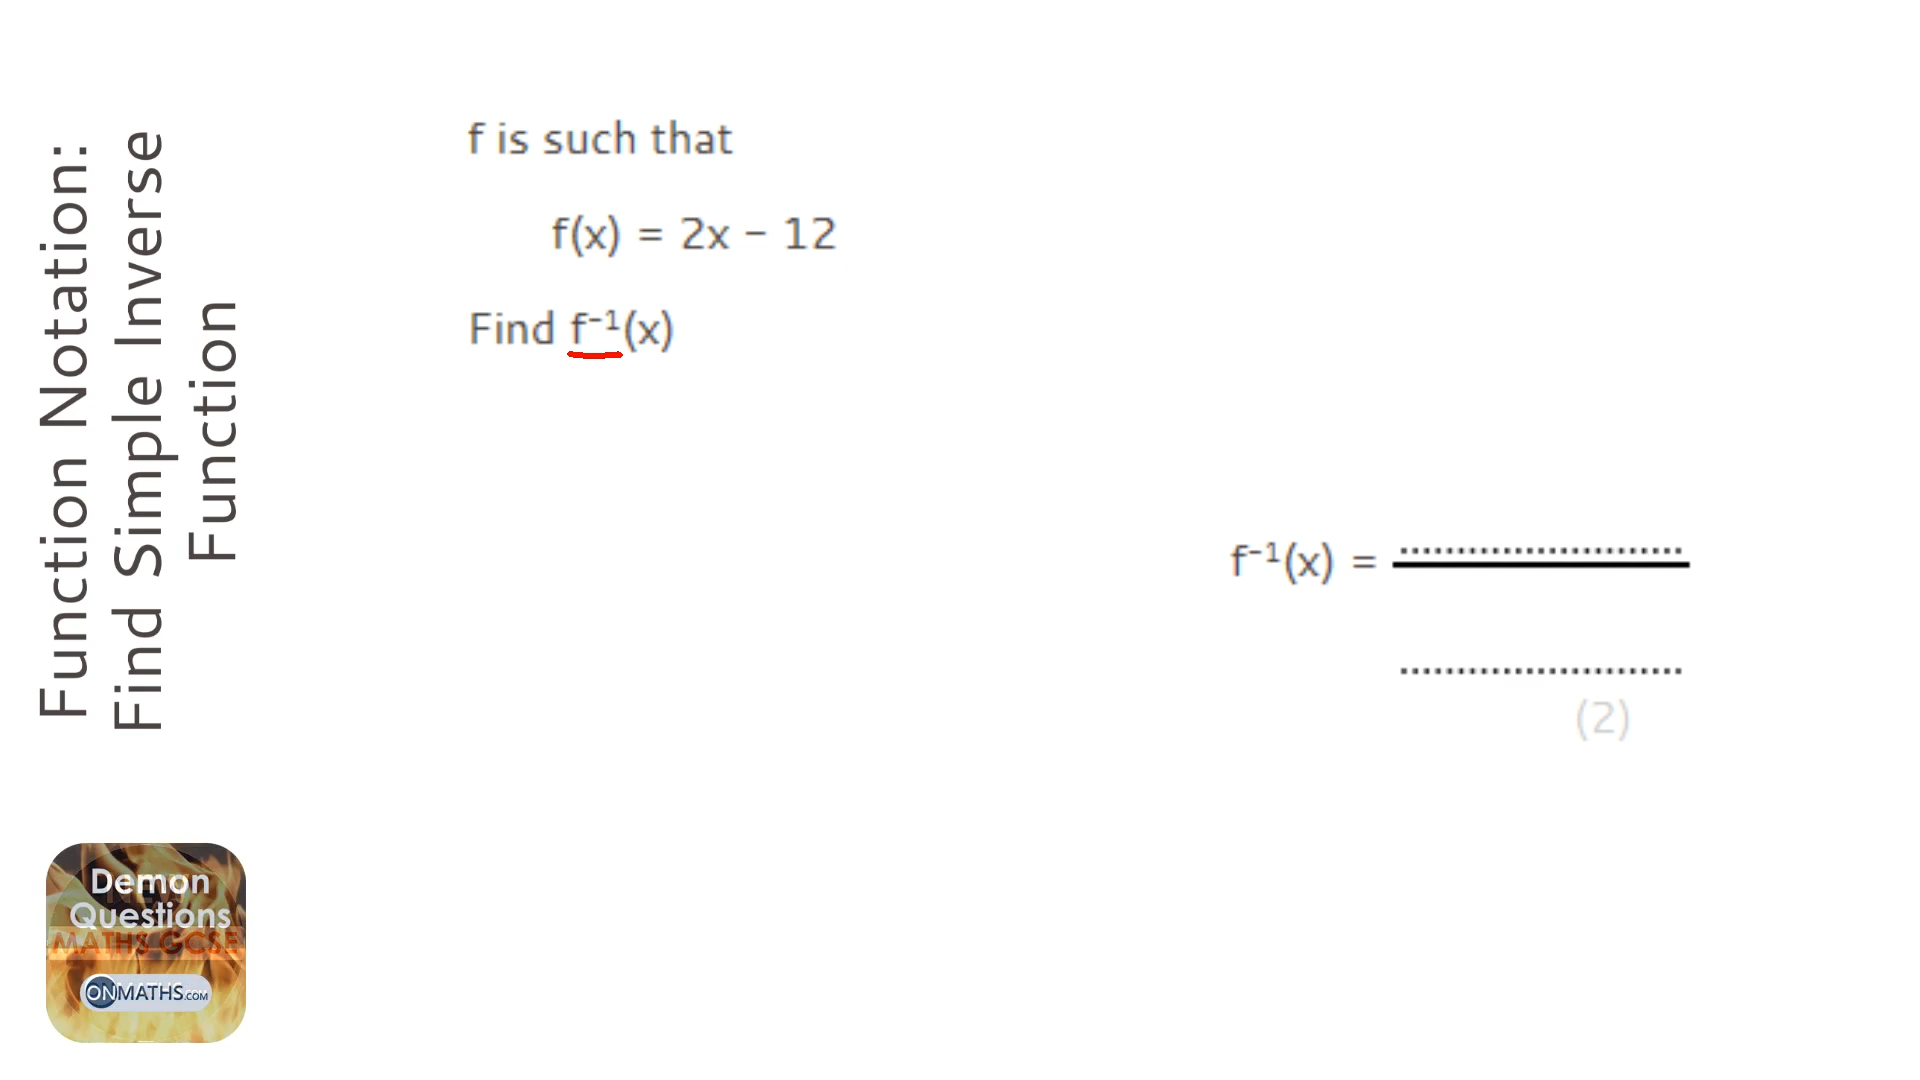 Function Notation:
Find Simple Inverse
Function
f is such that
f(x) = 2x - 12
Find f⁻¹(x)
f⁻¹(x) =
(2)
Demon
Questions
MATHS GCSE
ONMATHS.COM